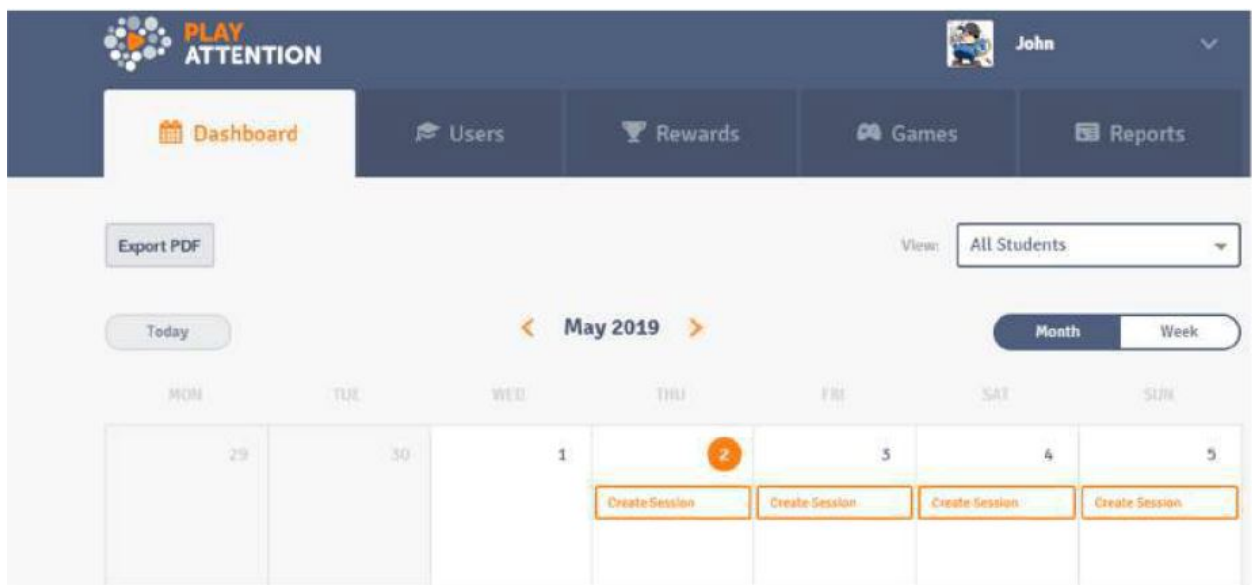 PLAY
ATTENTION
John
Dashboard Users Rewards Games Reports
Export PDF View: All Students
Today May 2019 Month Week
MON TUE WED THU FRI SAT SUN
29 30 1 2 3 4 5
Create Session Create Session Create Session Create Session